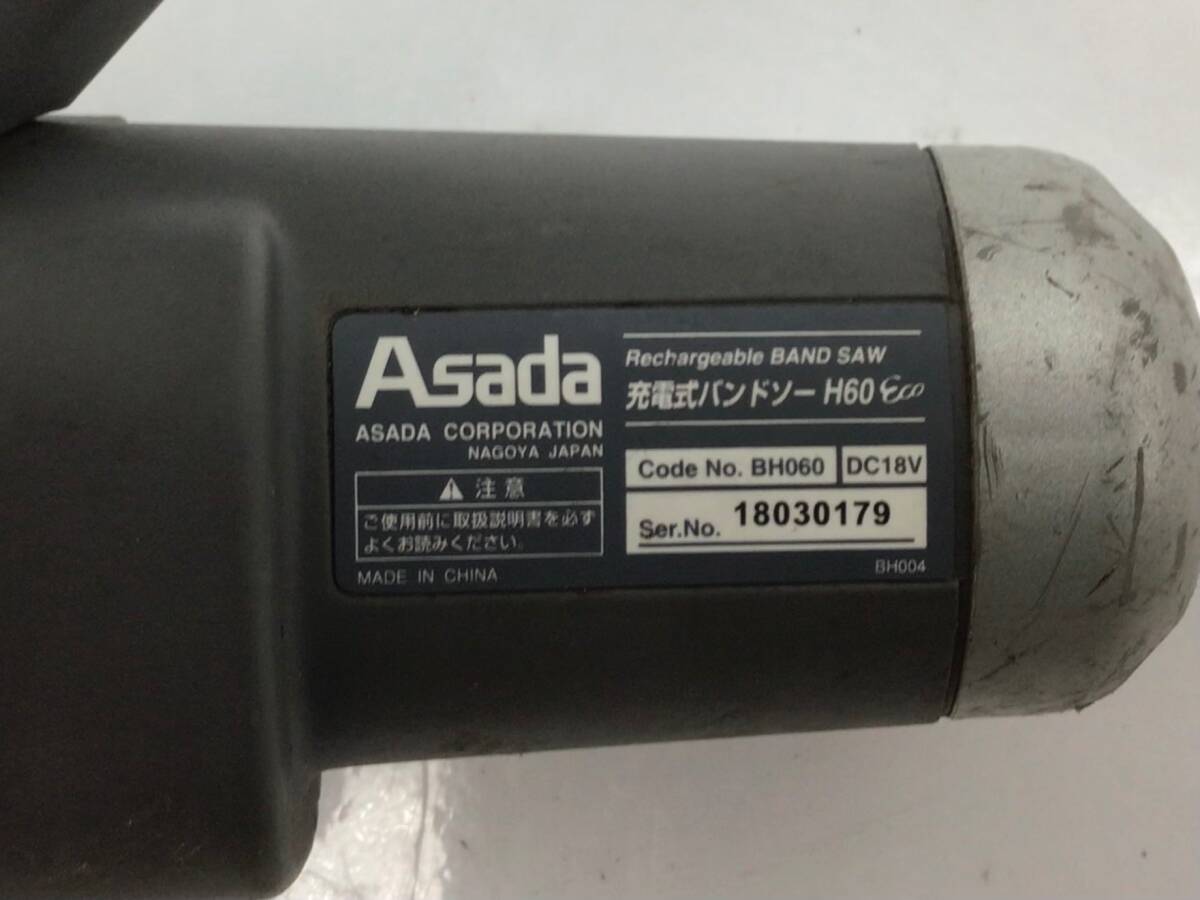 Asada
ASADA CORPORATION
NAGOYA JAPAN
⚠ 注意
ご使用前に取扱説明書を必ず
よくお読みください。
MADE IN CHINA
Rechargeable BAND SAW
充電式バンドソー H60 Eco
Code No. BH060
DC18V
Ser.No. 18030179
BH004